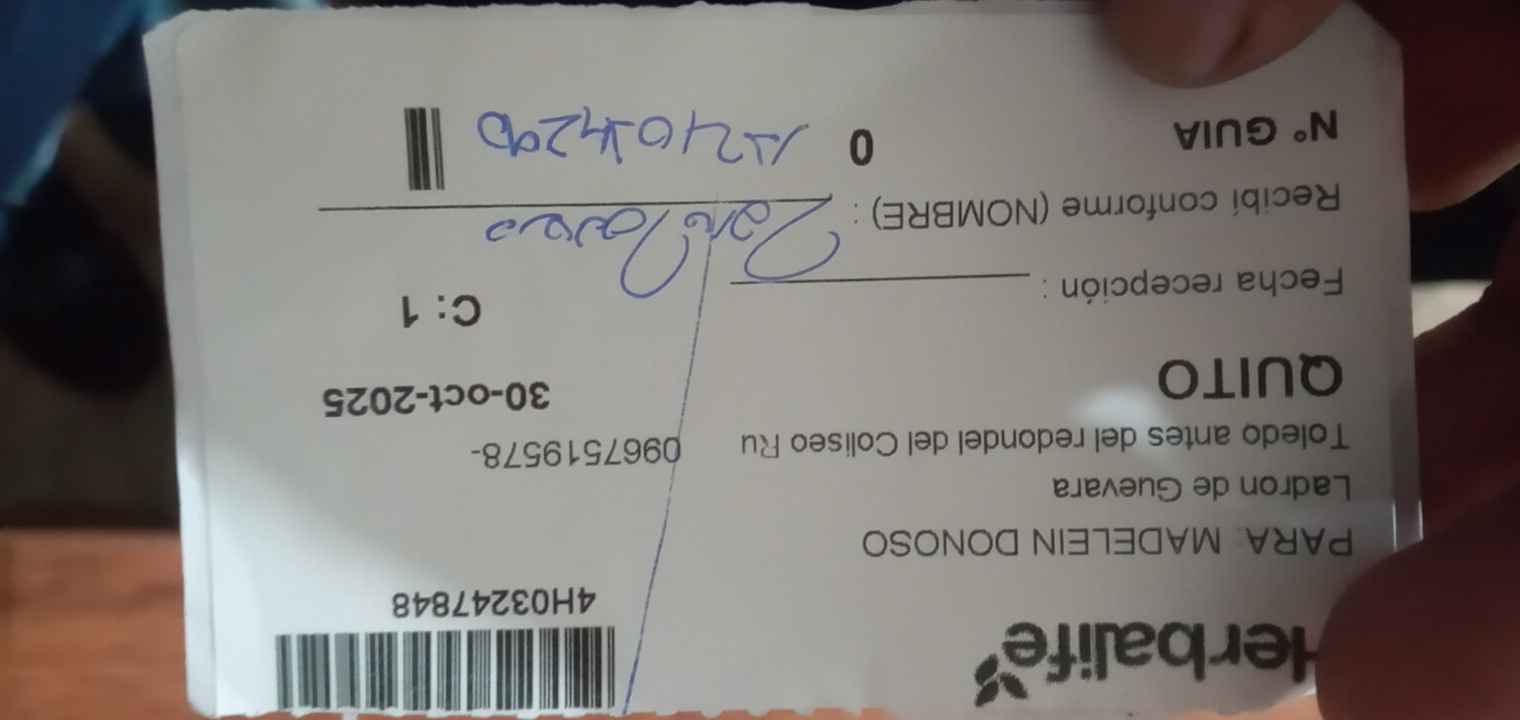 Herbalife
4H03247848
PARA: MADELEIN DONOSO
Ladron de Guevara
Toledo antes del redondel del Coliseo Ru
0967519578-
QUITO
30-oct-2025
Fecha recepción :
C: 1
Recibí conforme (NOMBRE) :
N° GUIA
0